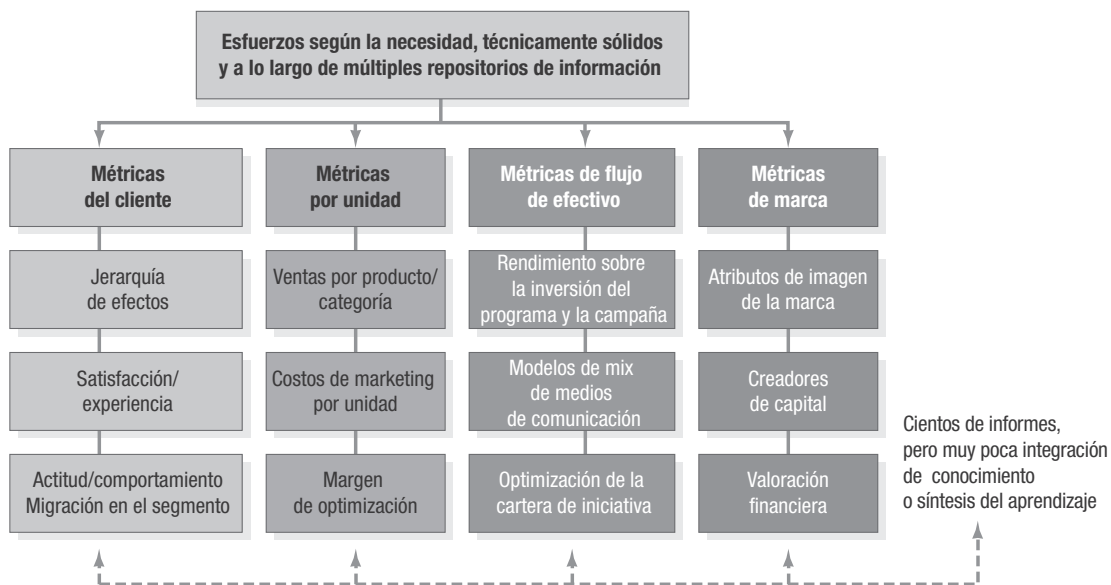 Esfuerzos según la necesidad, técnicamente sólidos
y a lo largo de múltiples repositorios de información
Métricas
del cliente
Jerarquía
de efectos
Satisfacción/
experiencia
Actitud/comportamiento
Migración en el segmento
Métricas
por unidad
Ventas por producto/
categoría
Costos de marketing
por unidad
Margen
de optimización
Métricas de flujo
de efectivo
Rendimiento sobre
la inversión del
programa y la campaña
Modelos de mix
de medios
de comunicación
Optimización de la
cartera de iniciativa
Métricas
de marca
Atributos de imagen
de la marca
Creadores
de capital
Valoración
financiera
Cientos de informes,
pero muy poca integración
de conocimiento
o síntesis del aprendizaje